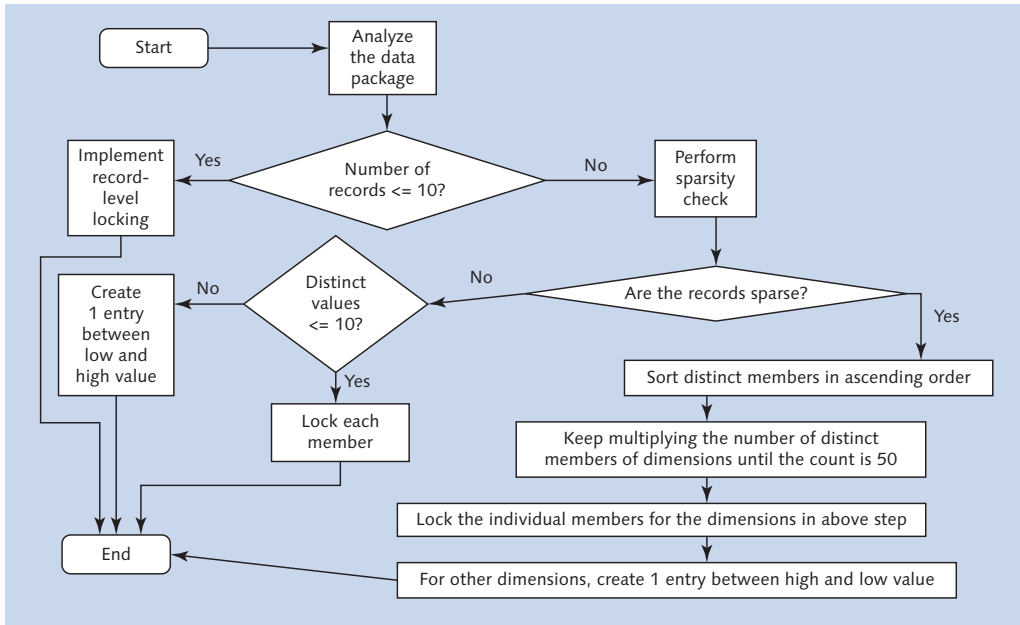 Start
Analyze
the data
package
Implement
record-
level
locking
Yes
Number of
records <= 10?
No
Perform
sparsity
check
Create
1 entry
between
low and
high value
No
Distinct
values
<= 10?
No
Are the records sparse?
Yes
Yes
Sort distinct members in ascending order
Lock each
member
Keep multiplying the number of distinct
members of dimensions until the count is 50
Lock the individual members for the dimensions in above step
End
For other dimensions, create 1 entry between high and low value